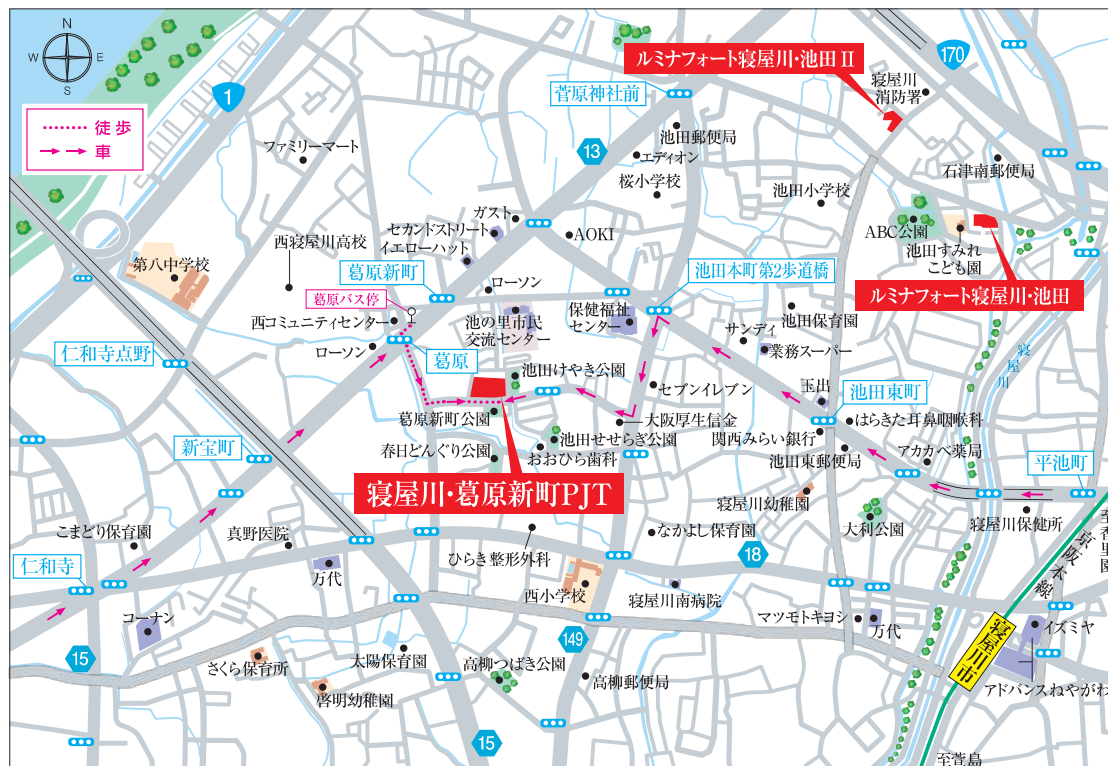 N
W
E
S
徒歩
車
1
170
13
ルミナフォート寝屋川・池田Ⅱ
寝屋川
消防署
菅原神社前
池田郵便局
エディオン
桜小学校
石津南郵便局
ファミリーマート
池田小学校
ガスト
セカンドストリート
イエローハット
AOKI
ABC公園
池田すみれ
こども園
西寝屋川高校
第八中学校
葛原新町
ローソン
池田本町第2歩道橋
ルミナフォート寝屋川・池田
葛原バス停
西コミュニティセンター
池の里市民
交流センター
保健福祉
センター
池田保育園
サンディ
業務スーパー
ローソン
葛原
仁和寺点野
寝屋川
池田けやき公園
セブンイレブン
玉出
池田東町
葛原新町公園
大阪厚生信金
はらきた耳鼻咽喉科
池田せせらぎ公園
関西みらい銀行
新宝町
春日どんぐり公園
おおひら歯科
池田東郵便局
アカカベ薬局
平池町
寝屋川・葛原新町PJT
寝屋川幼稚園
大利公園
寝屋川保健所
至香里園
京阪本線
こまどり保育園
真野医院
ひらき整形外科
なかよし保育園
18
仁和寺
万代
西小学校
寝屋川南病院
マツモトキヨシ
万代
イズミヤ
コーナン
149
寝屋川市
15
さくら保育所
太陽保育園
高柳つばき公園
高柳郵便局
アドバンスねやがわ
啓明幼稚園
15
至萱島